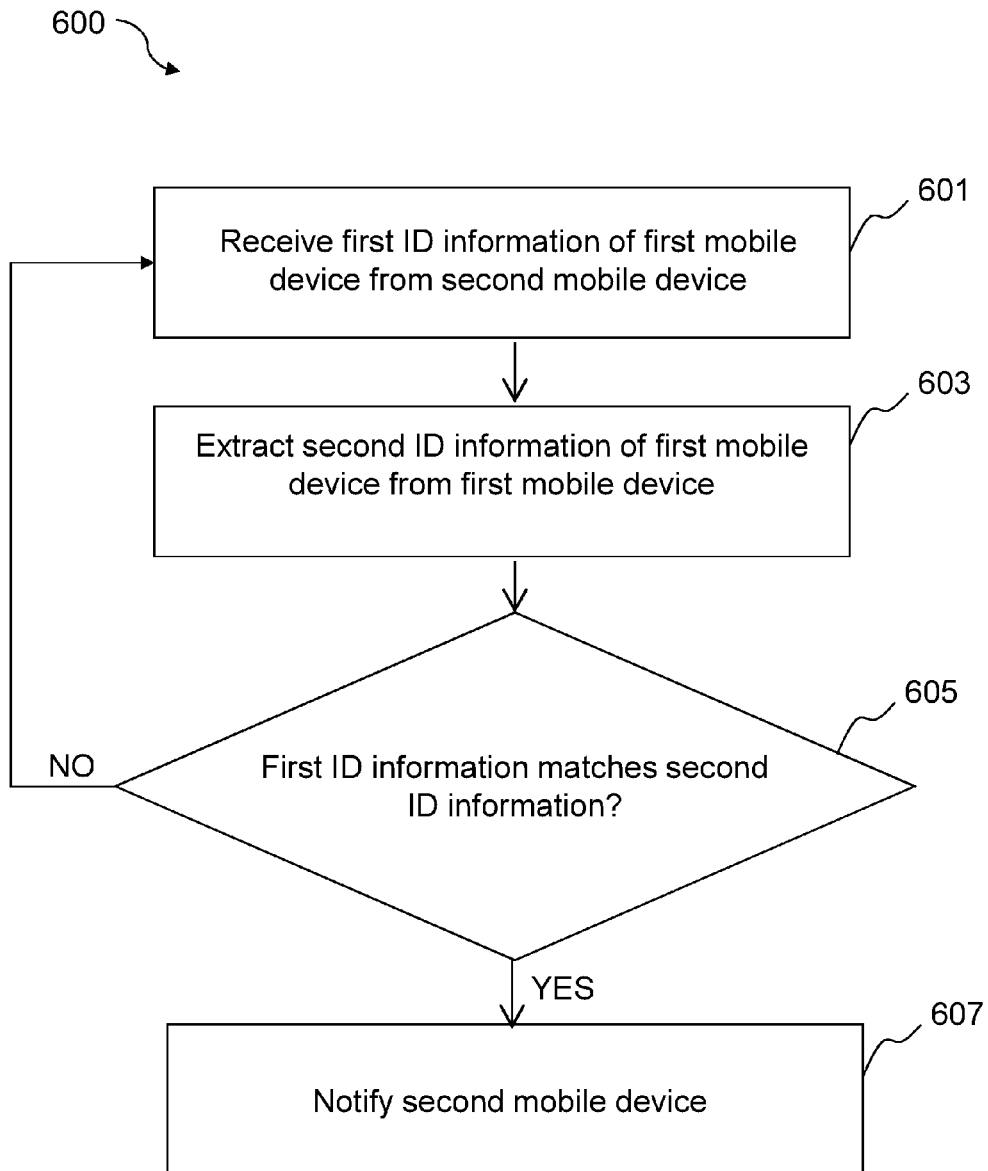 600
601
Receive first ID information of first mobile
device from second mobile device
603
Extract second ID information of first mobile
device from first mobile device
605
First ID information matches second
ID information?
NO
YES
607
Notify second mobile device